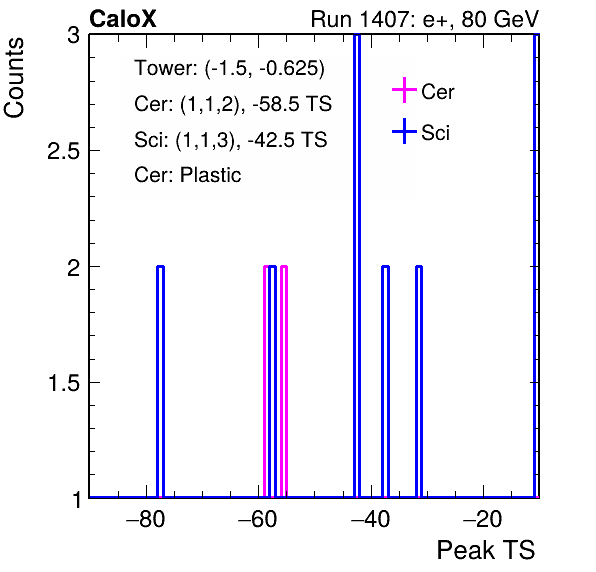 CaloX Run 1407: e+, 80 GeV
Counts
3
2.5
2
1.5
1
Tower: (-1.5, -0.625)
Cer: (1,1,2), -58.5 TS
Sci: (1,1,3), -42.5 TS
Cer: Plastic
Cer
Sci
−80 −60 −40 −20
Peak TS